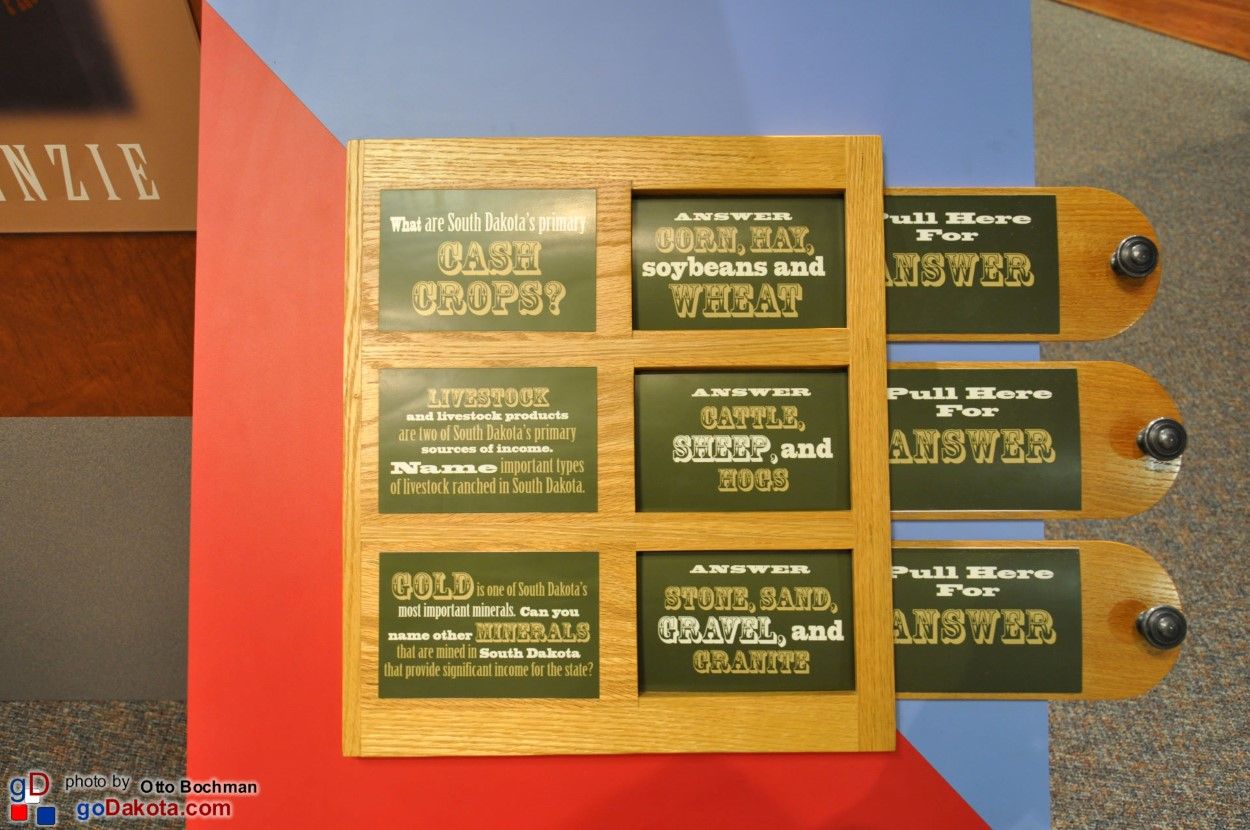 NZIE
What are South Dakota's primary
CASH
CROPS?
ANSWER
CORN, HAY,
soybeans and
WHEAT
Pull Here
For
ANSWER
LIVESTOCK
and livestock products
are two of South Dakota's primary
sources of income.
Name important types
of livestock ranched in South Dakota.
ANSWER
CATTLE,
SHEEP, and
HOGS
Pull Here
For
ANSWER
GOLD is one of South Dakota's
most important minerals. Can you
name other MINERALS
that are mined in South Dakota
that provide significant income for the state?
ANSWER
STONE, SAND,
GRAVEL, and
GRANITE
Pull Here
For
ANSWER
gD photo by Otto Bochman
goDakota.com